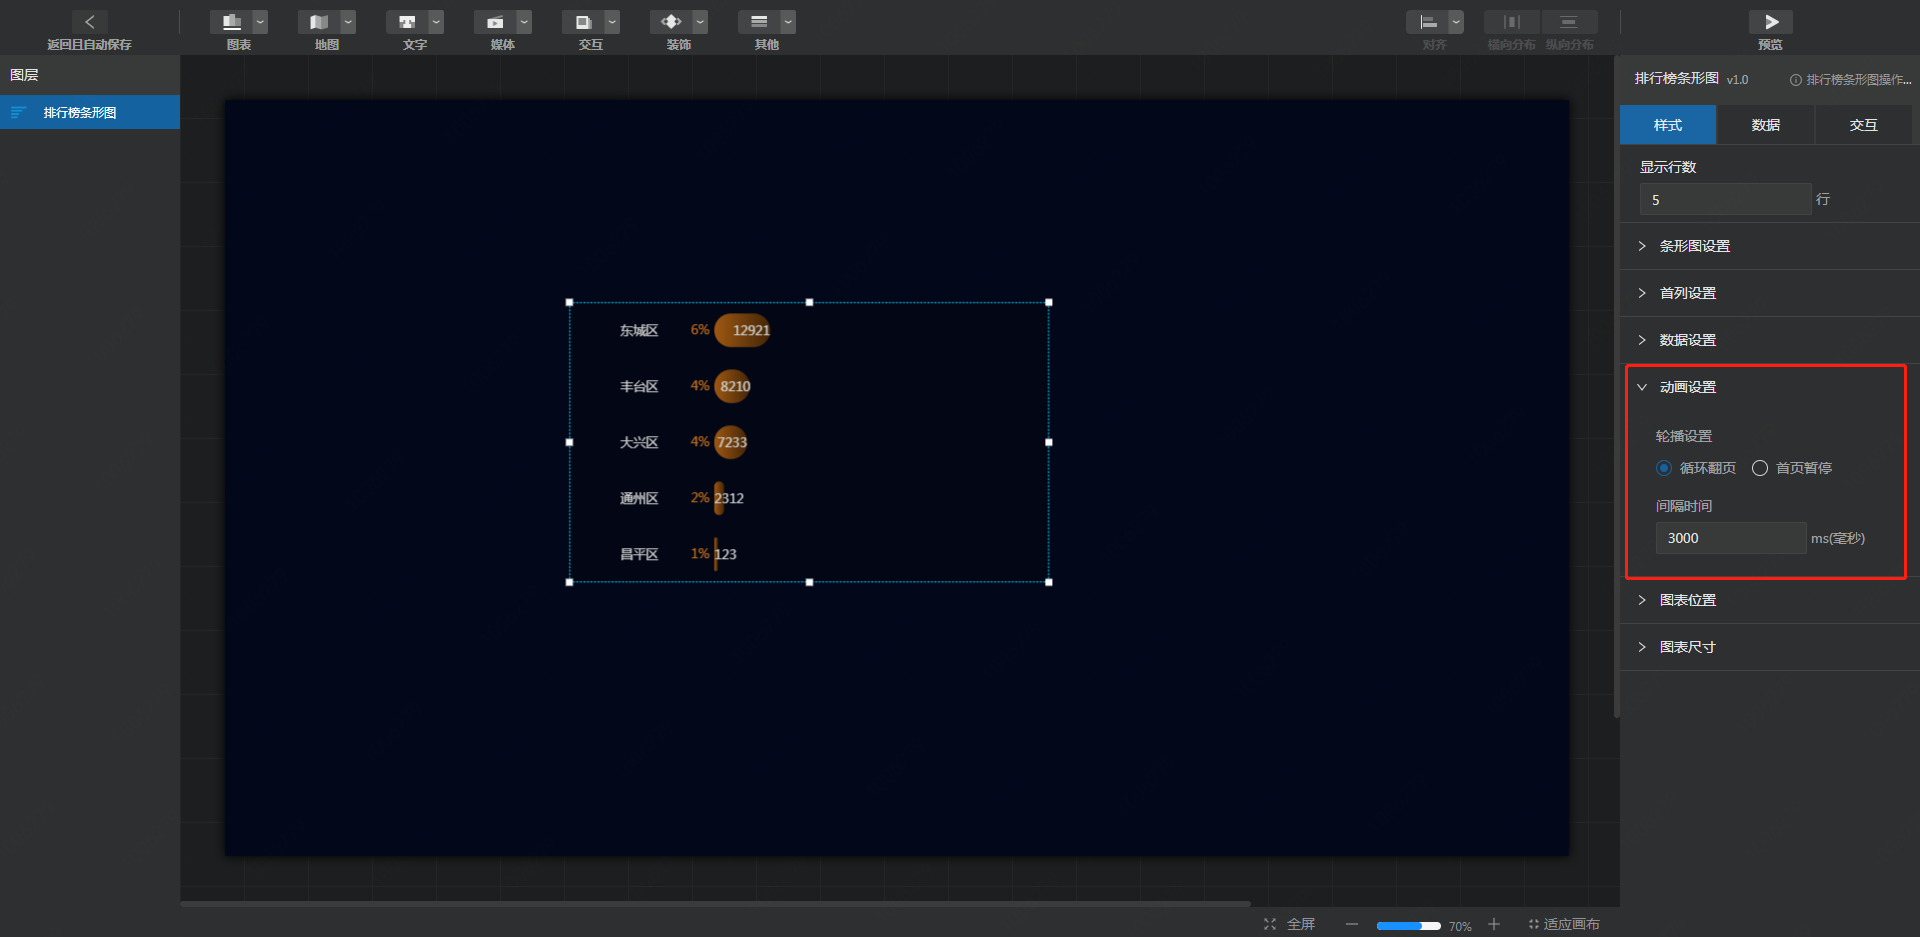 返回且自动保存
图表
地图
文字
媒体
交互
装饰
其他
对齐
横向分布
纵向分布
预览
图层
排行榜条形图
排行榜条形图 v1.0
排行榜条形图操作...
样式
数据
交互
显示行数
5 行
条形图设置
首列设置
数据设置
动画设置
轮播设置
循环翻页 首页暂停
间隔时间
3000 ms(毫秒)
图表位置
图表尺寸
东城区 6% 12921
丰台区 4% 8210
大兴区 4% 7233
通州区 2% 2312
昌平区 1% 123
全屏 70% 适应画布